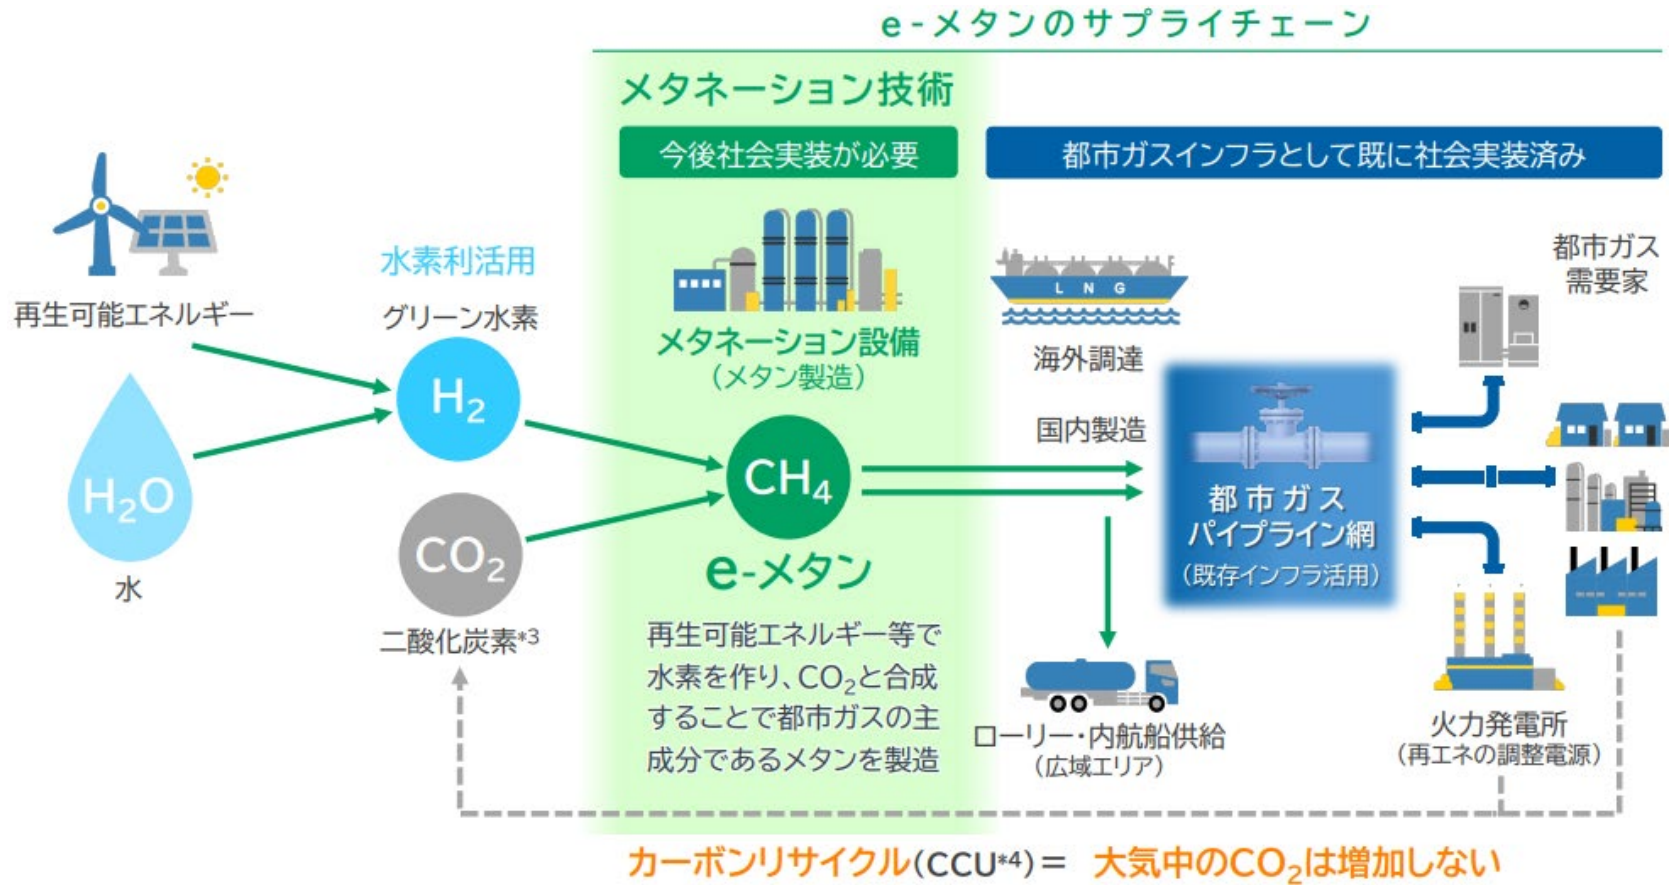 e-メタンのサプライチェーン
メタネーション技術
今後社会実装が必要
都市ガスインフラとして既に社会実装済み
再生可能エネルギー
H₂O
水
水素利活用
グリーン水素
H₂
CO₂
二酸化炭素*3
メタネーション設備
（メタン製造）
CH₄
e-メタン
再生可能エネルギー等で
水素を作り、CO₂と合成
することで都市ガスの主
成分であるメタンを製造
LNG
海外調達
国内製造
ローリー・内航船供給
（広域エリア）
都市ガス
パイプライン網
（既存インフラ活用）
都市ガス
需要家
火力発電所
（再エネの調整電源）
カーボンリサイクル(CCU*4)＝ 大気中のCO₂は増加しない